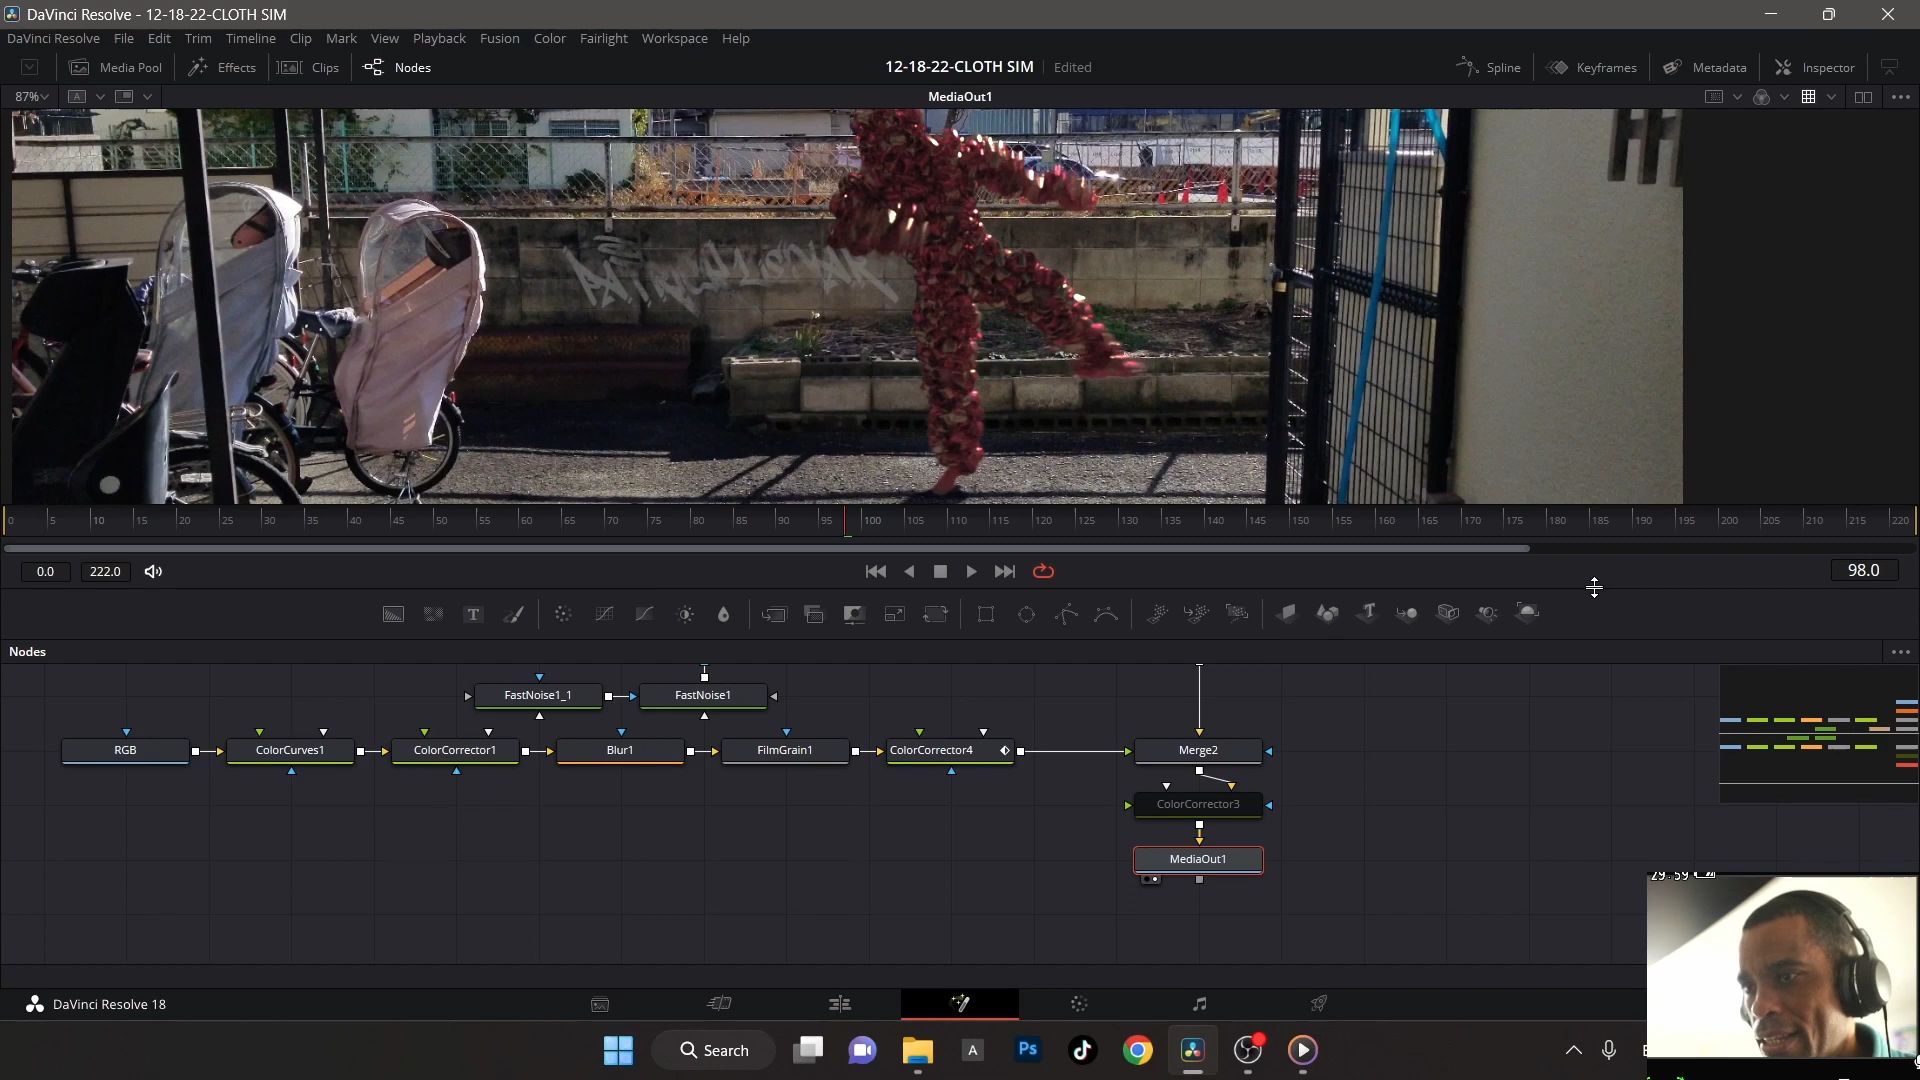 DaVinci Resolve - 12-18-22-CLOTH SIM
DaVinci Resolve File Edit Trim Timeline Clip Mark View Playback Fusion Color Fairlight Workspace Help
Media Pool Effects Clips Nodes 12-18-22-CLOTH SIM Edited Spline Keyframes Metadata Inspector
87% A MediaOut1
0 5 10 15 20 25 30 35 40 45 50 55 60 65 70 75 80 85 90 95 100 105 110 115 120 125 130 135 140 145 150 155 160 165 170 175 180 185 190 195 200 205 210 215 220
0.0 222.0 98.0
T T
Nodes
FastNoise1_1 FastNoise1
RGB ColorCurves1 ColorCorrector1 Blur1 FilmGrain1 ColorCorrector4 Merge2
ColorCorrector3
MediaOut1
29:59
DaVinci Resolve 18
Search A Ps